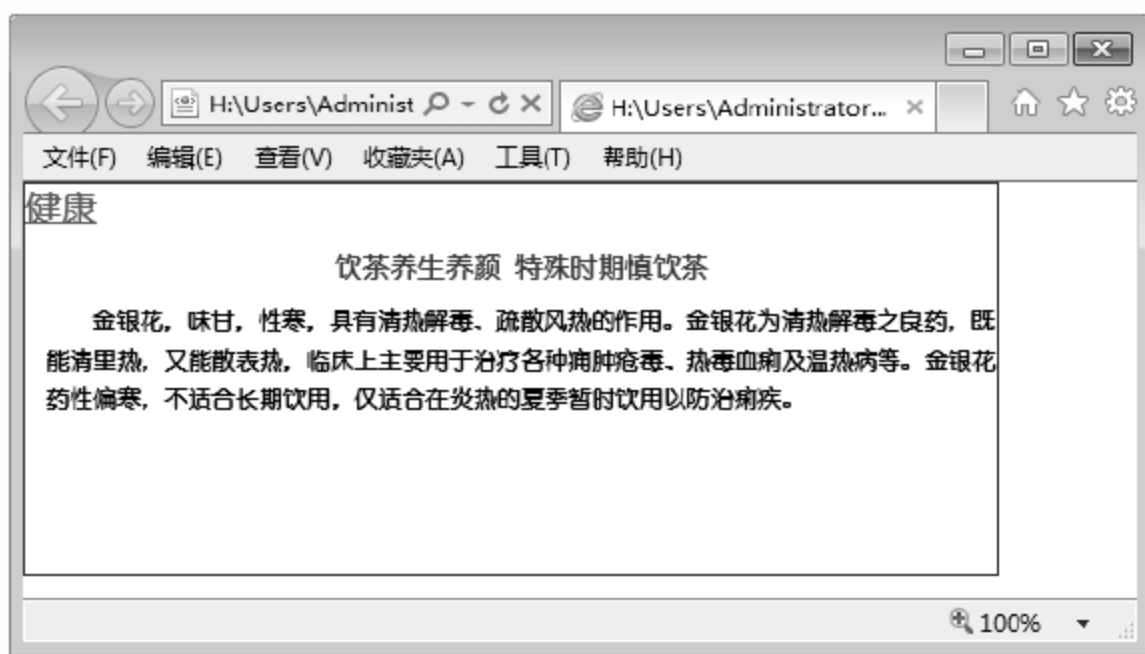 H:\Users\Administ
H:\Users\Administrator...
文件(F) 编辑(E) 查看(V) 收藏夹(A) 工具(T) 帮助(H)
健康
饮茶养生养颜 特殊时期慎饮茶
金银花，味甘，性寒，具有清热解毒、疏散风热的作用。金银花为清热解毒之良药，既
能清里热，又能散表热，临床上主要用于治疗各种痈肿疮毒、热毒血痢及温热病等。金银花
药性偏寒，不适合长期饮用，仅适合在炎热的夏季暂时饮用以防治痢疾。
100%